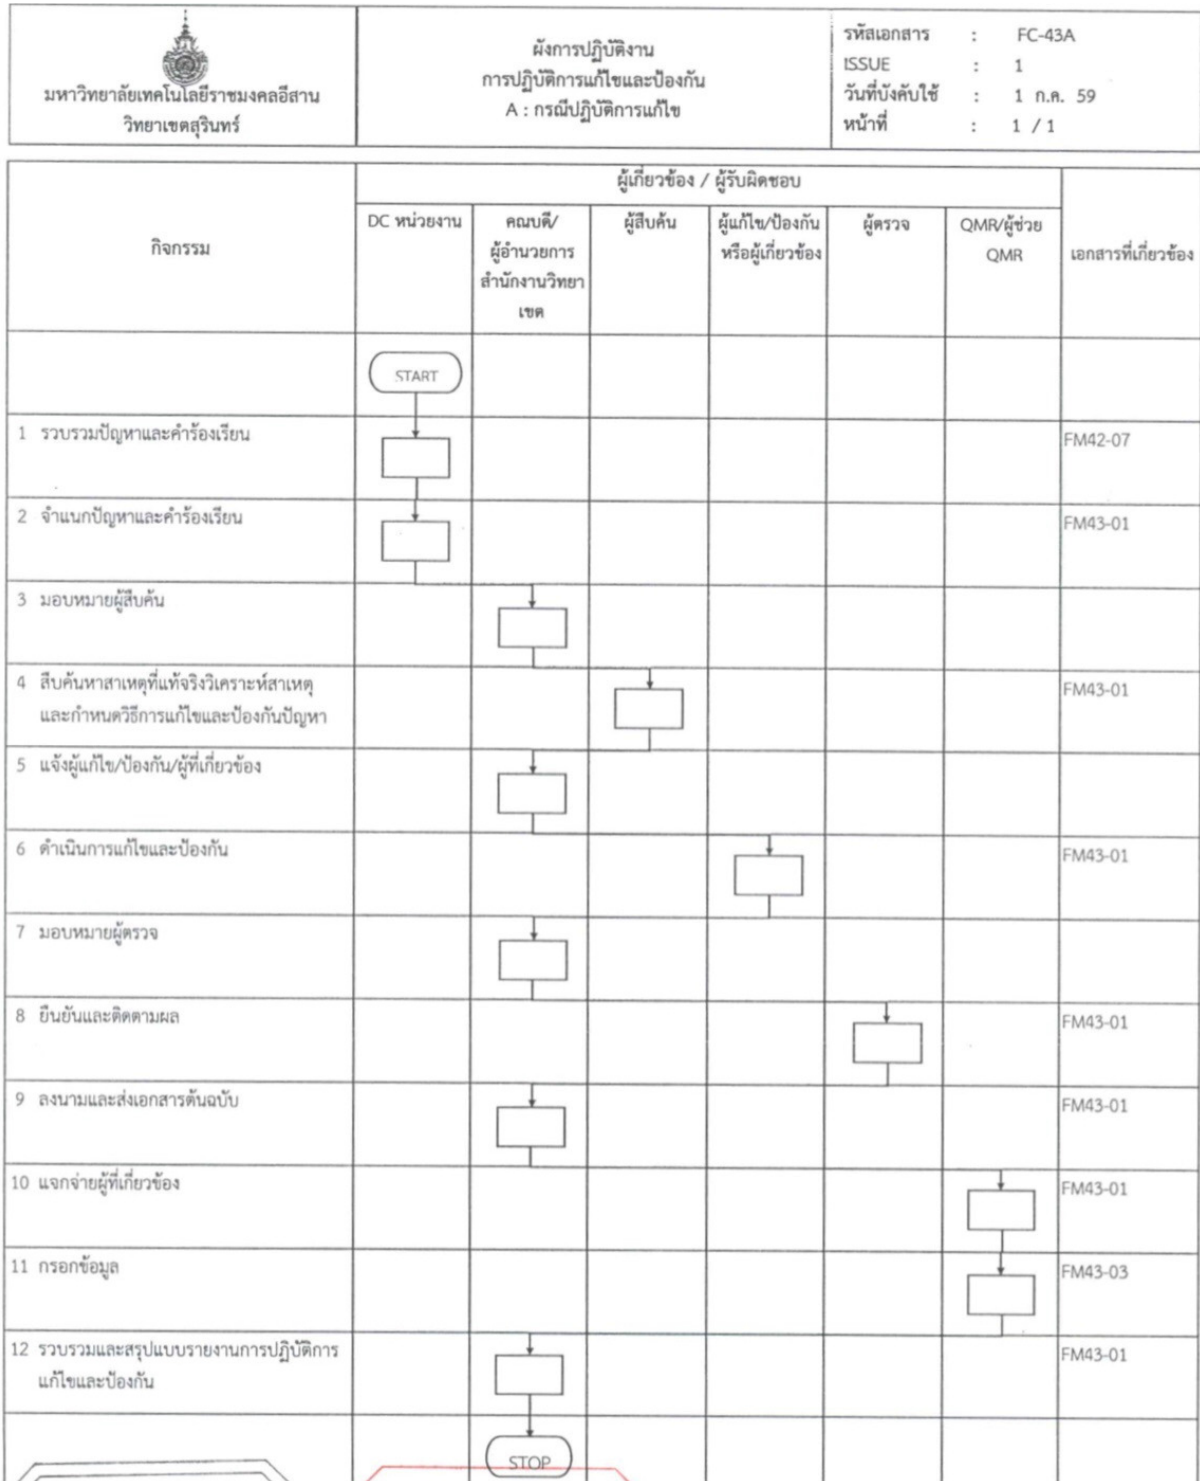 มหาวิทยาลัยเทคโนโลยีราชมงคลอีสาน
วิทยาเขตสุรินทร์
ผังการปฏิบัติงาน
การปฏิบัติการแก้ไขและป้องกัน
A : กรณีปฏิบัติการแก้ไข
รหัสเอกสาร : FC-43A
ISSUE : 1
วันที่บังคับใช้ : 1 ก.ค. 59
หน้าที่ : 1 / 1
กิจกรรม
ผู้เกี่ยวข้อง / ผู้รับผิดชอบ
DC หน่วยงาน
คณบดี/
ผู้อำนวยการ
สำนักงานวิทยา
เขต
ผู้สืบค้น
ผู้แก้ไข/ป้องกัน
หรือผู้เกี่ยวข้อง
ผู้ตรวจ
QMR/ผู้ช่วย
QMR
เอกสารที่เกี่ยวข้อง
START
1 รวบรวมปัญหาและคำร้องเรียน
FM42-07
2 จำแนกปัญหาและคำร้องเรียน
FM43-01
3 มอบหมายผู้สืบค้น
4 สืบค้นหาสาเหตุที่แท้จริงวิเคราะห์สาเหตุ
และกำหนดวิธีการแก้ไขและป้องกันปัญหา
FM43-01
5 แจ้งผู้แก้ไข/ป้องกัน/ผู้ที่เกี่ยวข้อง
6 ดำเนินการแก้ไขและป้องกัน
FM43-01
7 มอบหมายผู้ตรวจ
8 ยืนยันและติดตามผล
FM43-01
9 ลงนามและส่งเอกสารต้นฉบับ
FM43-01
10 แจกจ่ายผู้ที่เกี่ยวข้อง
FM43-01
11 กรอกข้อมูล
FM43-03
12 รวบรวมและสรุปแบบรายงานการปฏิบัติการ
แก้ไขและป้องกัน
FM43-01
STOP